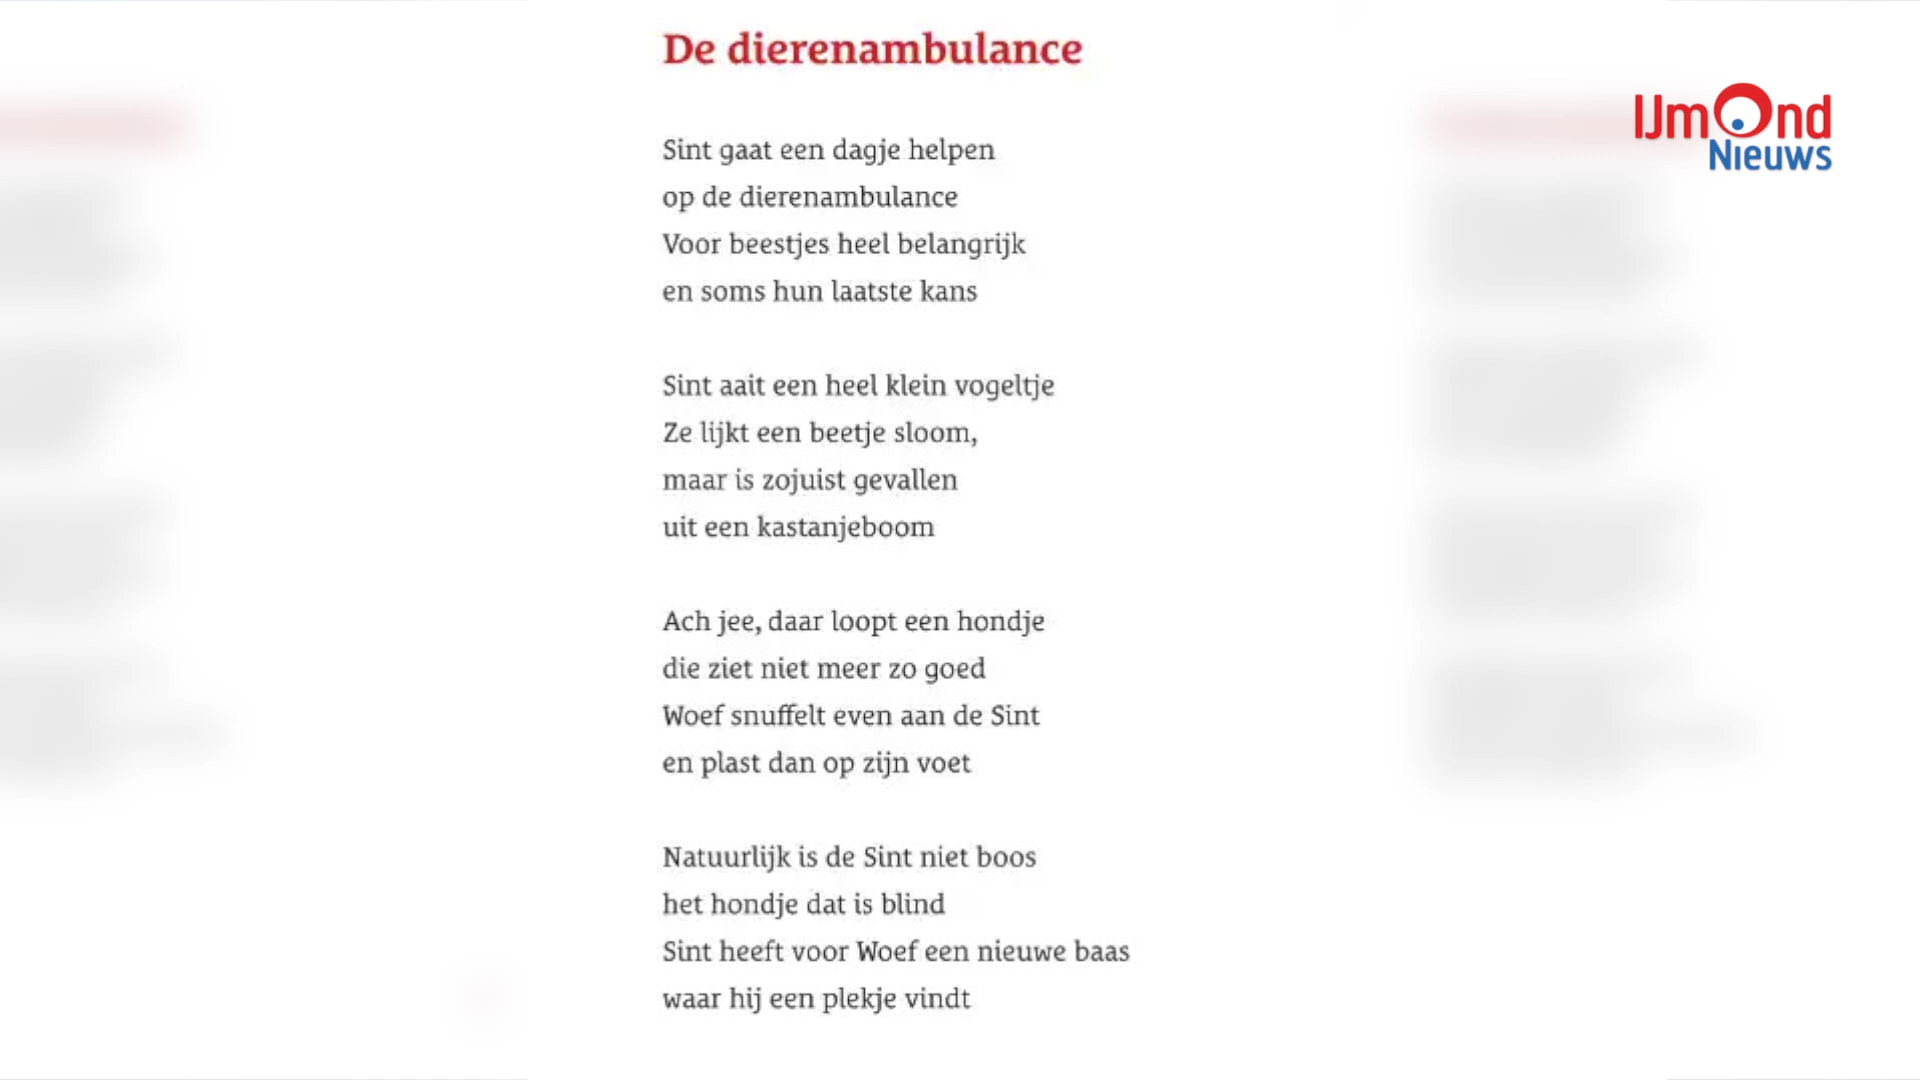 De dierenambulance
Sint gaat een dagje helpen
op de dierenambulance
Voor beestjes heel belangrijk
en soms hun laatste kans
Sint aait een heel klein vogeltje
Ze lijkt een beetje sloom,
maar is zojuist gevallen
uit een kastanjeboom
Ach jee, daar loopt een hondje
die ziet niet meer zo goed
Woef snuffelt even aan de Sint
en plast dan op zijn voet
Natuurlijk is de Sint niet boos
het hondje dat is blind
Sint heeft voor Woef een nieuwe baas
waar hij een plekje vindt
IJmond
Nieuws